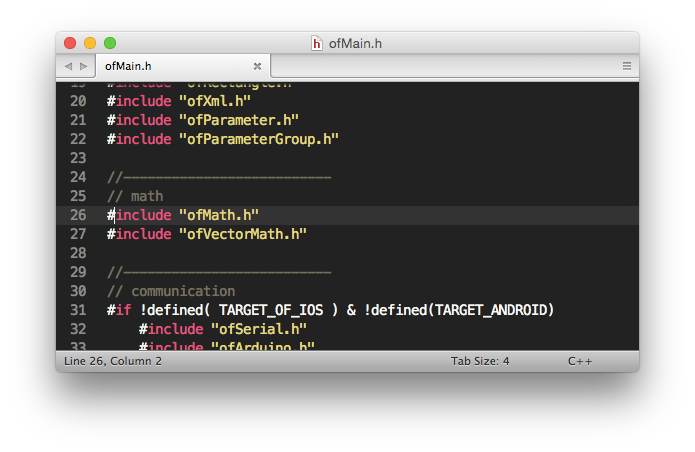 ofMain.h
ofMain.h
19 #include "ofRectangle.h"
20 #include "ofXml.h"
21 #include "ofParameter.h"
22 #include "ofParameterGroup.h"
23
24 //--------------------------
25 // math
26 #include "ofMath.h"
27 #include "ofVectorMath.h"
28
29 //--------------------------
30 // communication
31 #if !defined( TARGET_OF_IOS ) & !defined(TARGET_ANDROID)
32 #include "ofSerial.h"
33 #include "ofArduino.h"
Line 26, Column 2 Tab Size: 4 C++